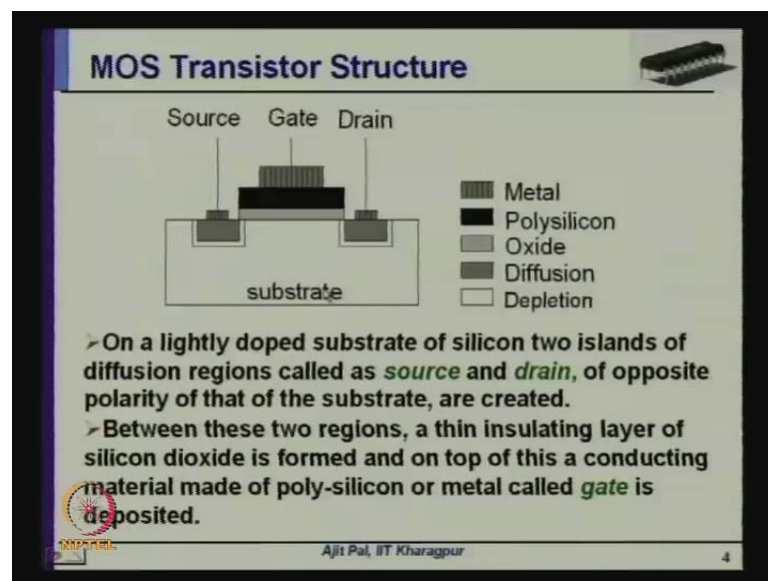 MOS Transistor Structure
Source Gate Drain
Metal
Polysilicon
Oxide
Diffusion
Depletion
substrate
➢On a lightly doped substrate of silicon two islands of
diffusion regions called as source and drain, of opposite
polarity of that of the substrate, are created.
➢Between these two regions, a thin insulating layer of
silicon dioxide is formed and on top of this a conducting
material made of poly-silicon or metal called gate is
deposited.
NPTEL
Ajit Pal, IIT Kharagpur
4